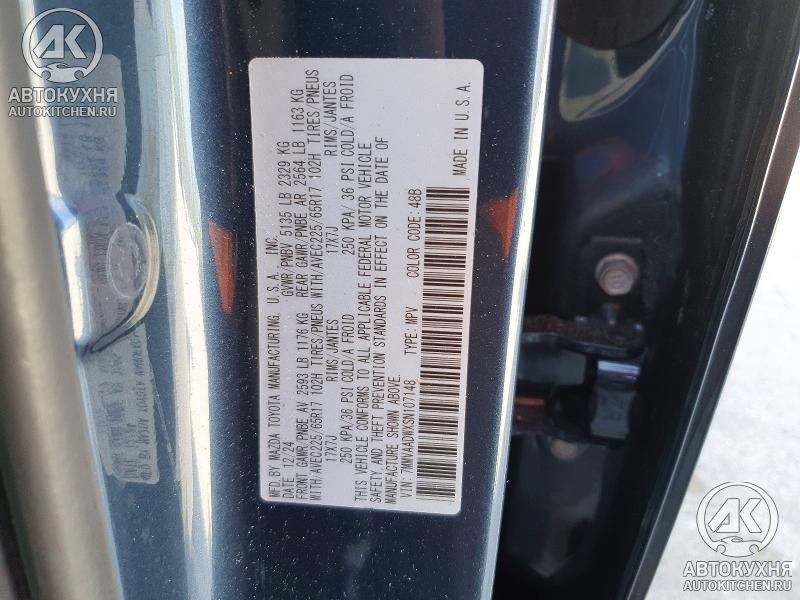 АВТОКУХНЯ
AUTOKITCHEN.RU
MFD BY MAZDA TOYOTA MANUFACTURING, U.S.A., INC.
DATE 12/24 GVWR/PNBV 5135 LB 2329 KG
FRONT GAWR/PNBE AV 2593 LB 1176 KG REAR GAWR/PNBE AR 2564 LB 1163 KG
WITH/AVEC225/65R17 102H TIRES/PNEUS WITH/AVEC225/65R17 102H TIRES/PNEUS
17X7J RIMS/JANTES 17X7J RIMS/JANTES
250 KPA/36 PSI COLD/A FROID 250 KPA/36 PSI COLD/A FROID
THIS VEHICLE CONFORMS TO ALL APPLICABLE FEDERAL MOTOR VEHICLE
SAFETY, AND THEFT PREVENTION STANDARDS IN EFFECT ON THE DATE OF
MANUFACTURE SHOWN ABOVE.
VIN: 7MMVAADWXSN107148 TYPE: MPV COLOR CODE: 48B
MADE IN U.S.A.
АВТОКУХНЯ
AUTOKITCHEN.RU